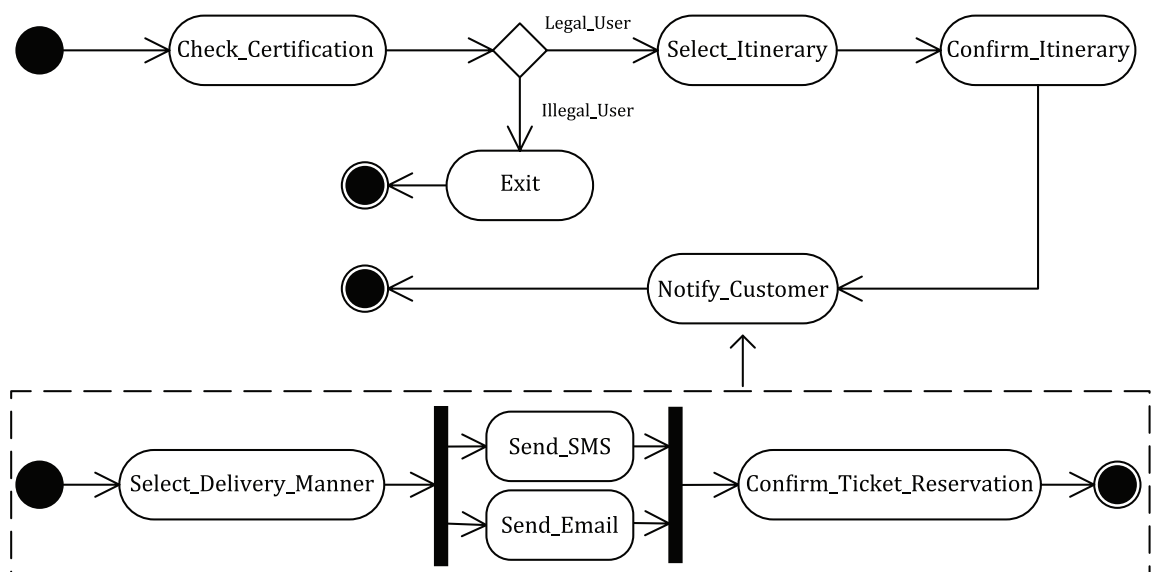 Legal_User
Check_Certification
Select_Itinerary
Confirm_Itinerary
Illegal_User
Exit
Notify_Customer
Send_SMS
Select_Delivery_Manner
Confirm_Ticket_Reservation
Send_Email